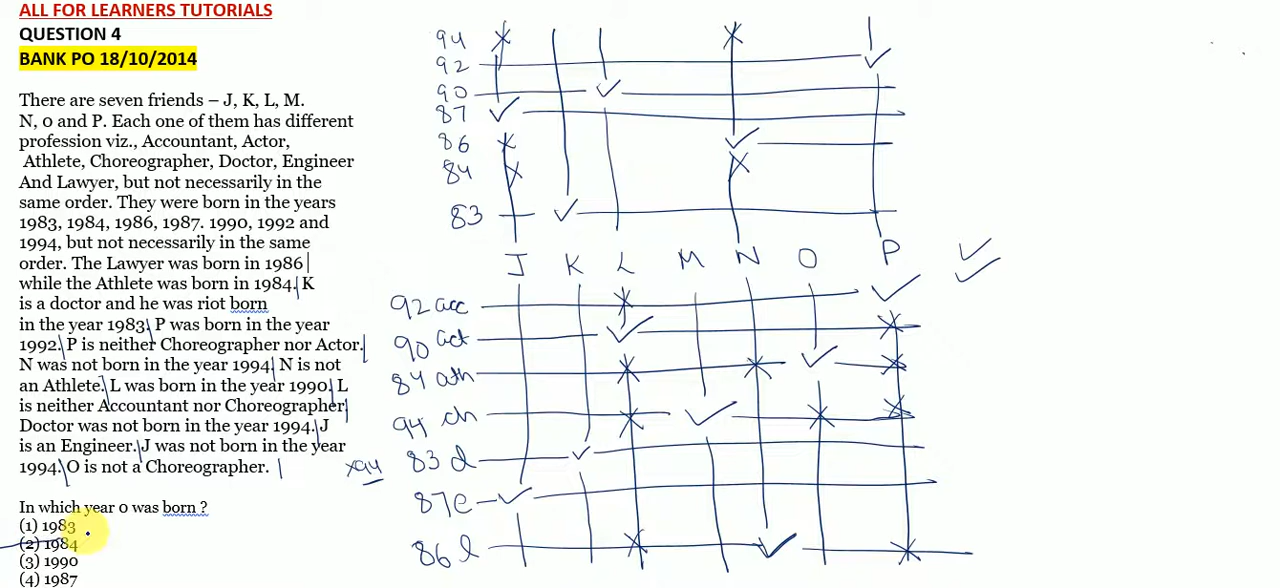 ALL FOR LEARNERS TUTORIALS
QUESTION 4
BANK PO 18/10/2014
There are seven friends – J, K, L, M.
N, 0 and P. Each one of them has different
profession viz., Accountant, Actor,
Athlete, Choreographer, Doctor, Engineer
And Lawyer, but not necessarily in the
same order. They were born in the years
1983, 1984, 1986, 1987. 1990, 1992 and
1994, but not necessarily in the same
order. The Lawyer was born in 1986
while the Athlete was born in 1984. K
is a doctor and he was riot born
in the year 1983. P was born in the year
1992. P is neither Choreographer nor Actor.
N was not born in the year 1994. N is not
an Athlete. L was born in the year 1990. L
is neither Accountant nor Choreographer.
Doctor was not born in the year 1994. J
is an Engineer. J was not born in the year
1994. O is not a Choreographer.
In which year 0 was born ?
(1) 1983
(2) 1984
(3) 1990
(4) 1987
94
92
90
87
86
84
83
J K L M N O P
92 acc
90 act
84 ath
94 ch
x94 83 d
87 e
86 l